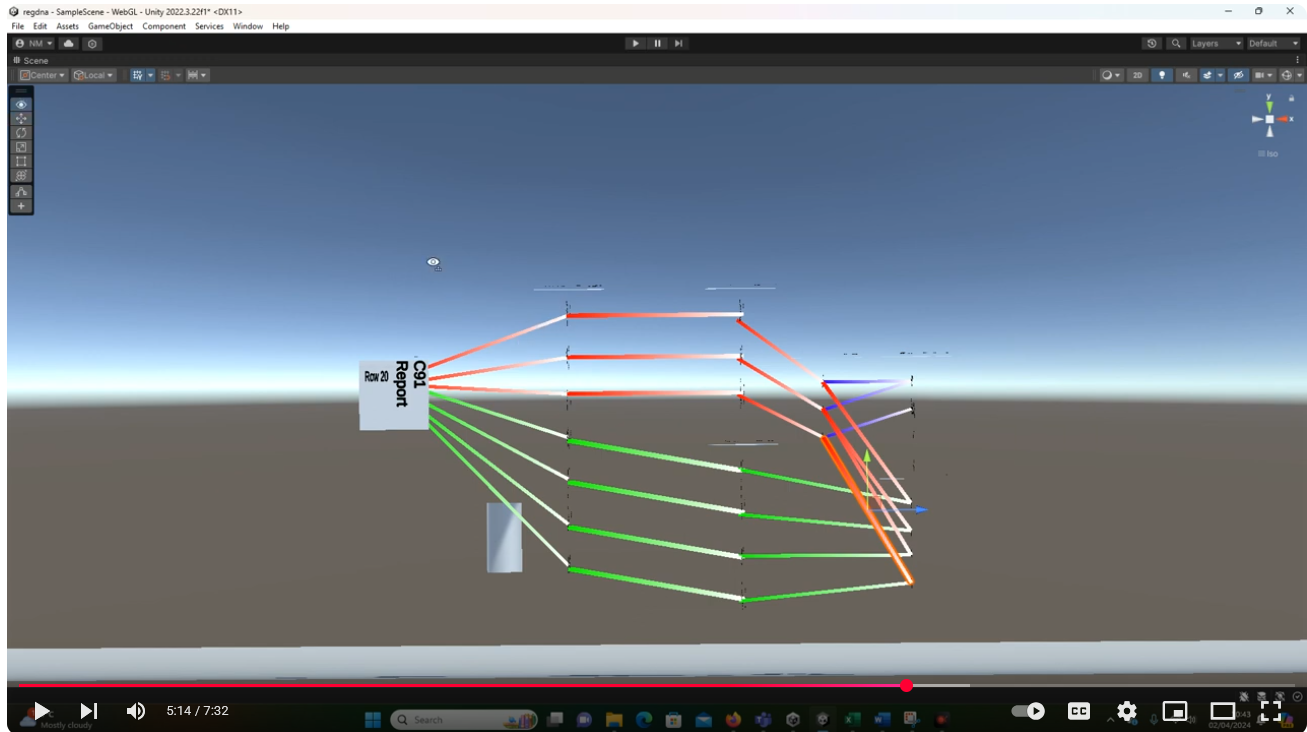 regdna - SampleScene - WebGL - Unity 2022.3.22f1* <DX11>
File Edit Assets GameObject Component Services Window Help
NM Layers Default
Scene
Center Local 2D
y
x
Iso
C91
Report
Row 20
5:14 / 7:32
CC
Mostly cloudy
Search
02/04/2024